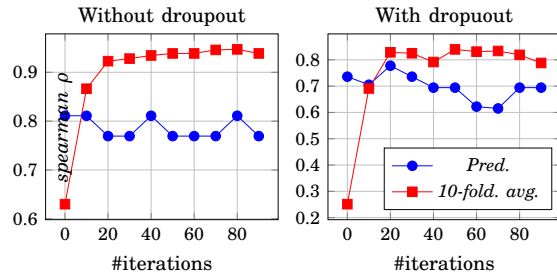 Without droupout
spearman ρ
0.9
0.8
0.7
0.6
0 20 40 60 80
#iterations
With dropuout
0.8
0.7
0.6
0.5
0.4
0.3
0.2
Pred.
10-fold. avg.
0 20 40 60 80
#iterations